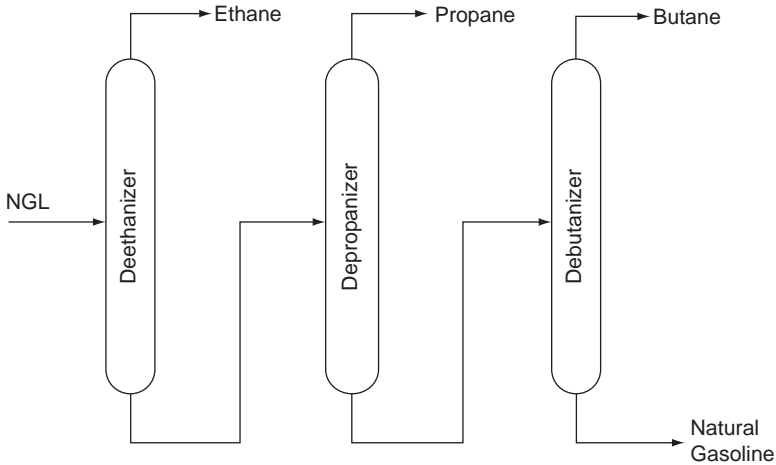 Ethane
Propane
Butane
NGL
Deethanizer
Depropanizer
Debutanizer
Natural
Gasoline